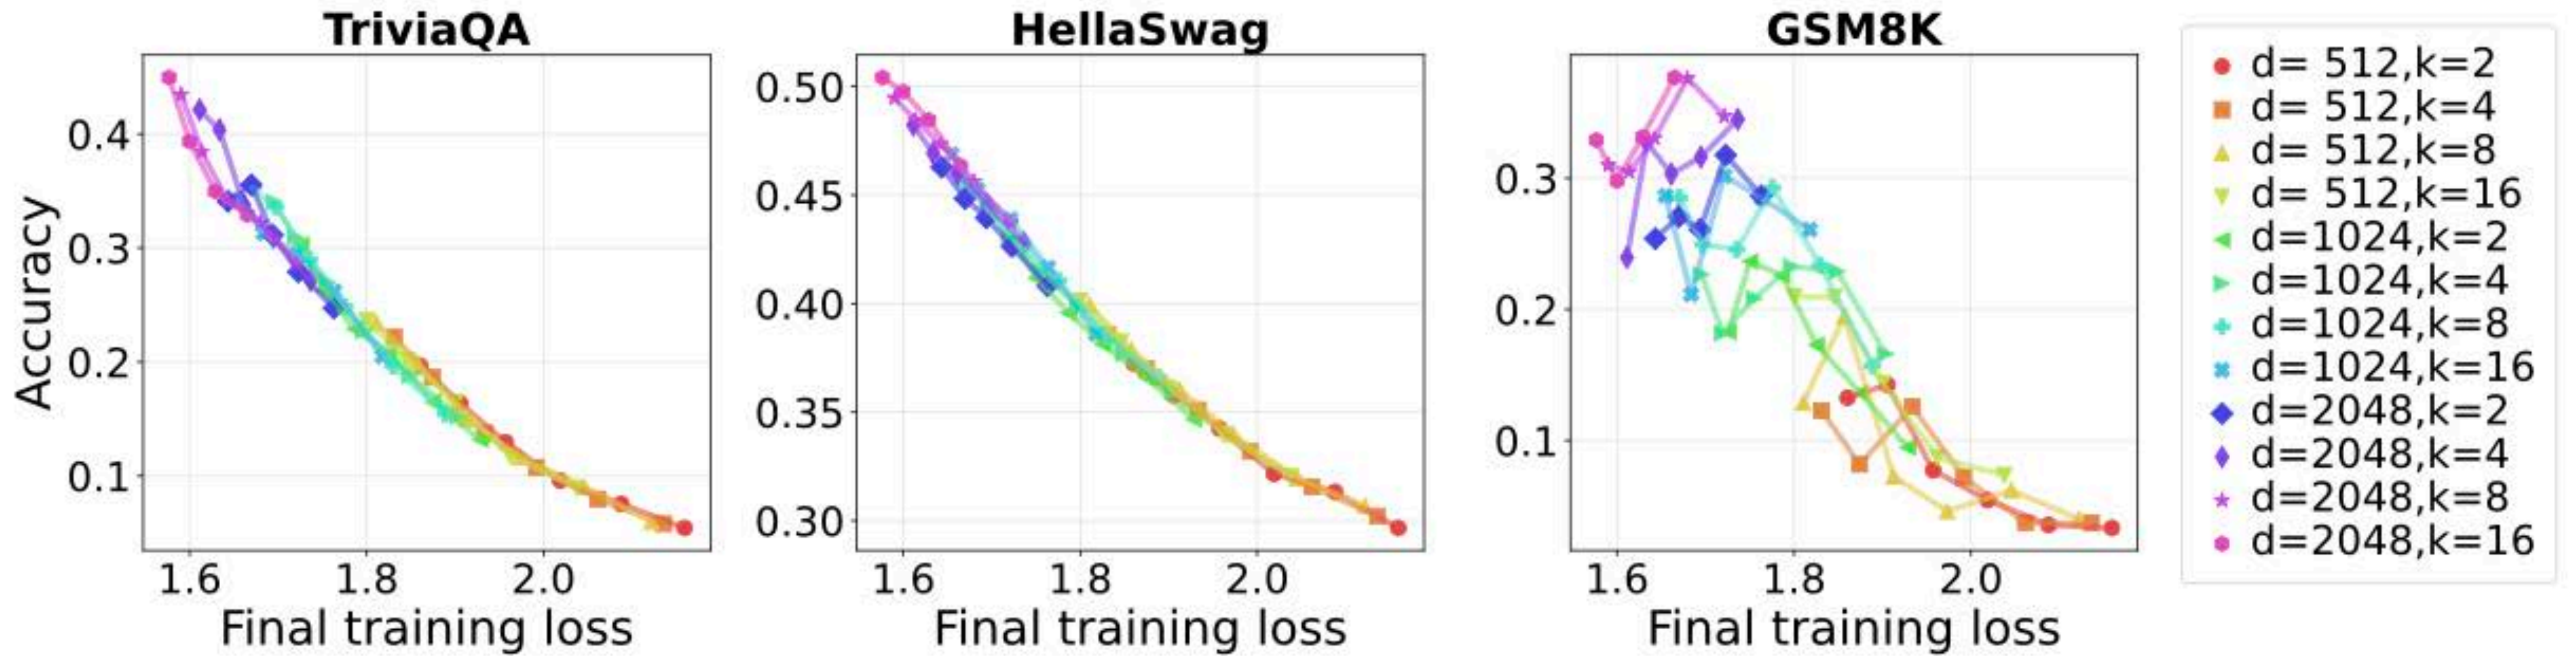 TriviaQA
HellaSwag
GSM8K
Accuracy
0.4
0.3
0.2
0.1
1.6 1.8 2.0
Final training loss
0.50
0.45
0.40
0.35
0.30
1.6 1.8 2.0
Final training loss
0.3
0.2
0.1
1.6 1.8 2.0
Final training loss
d= 512,k=2
d= 512,k=4
d= 512,k=8
d= 512,k=16
d=1024,k=2
d=1024,k=4
d=1024,k=8
d=1024,k=16
d=2048,k=2
d=2048,k=4
d=2048,k=8
d=2048,k=16